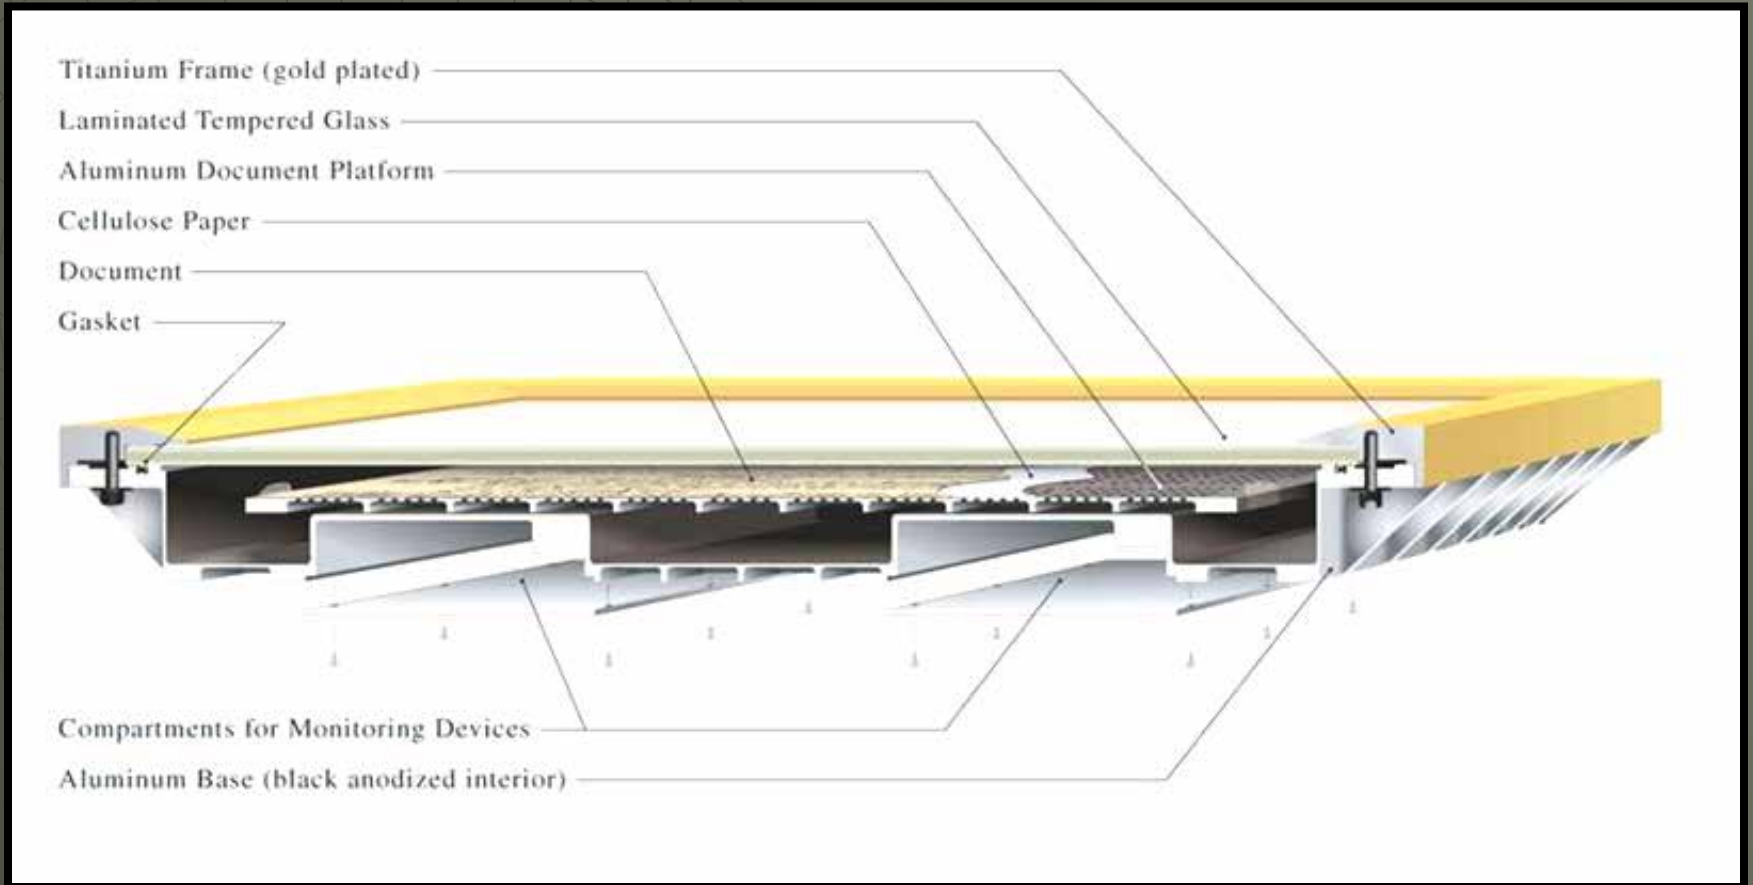 Titanium Frame (gold plated)
Laminated Tempered Glass
Aluminum Document Platform
Cellulose Paper
Document
Gasket
Compartments for Monitoring Devices
Aluminum Base (black anodized interior)